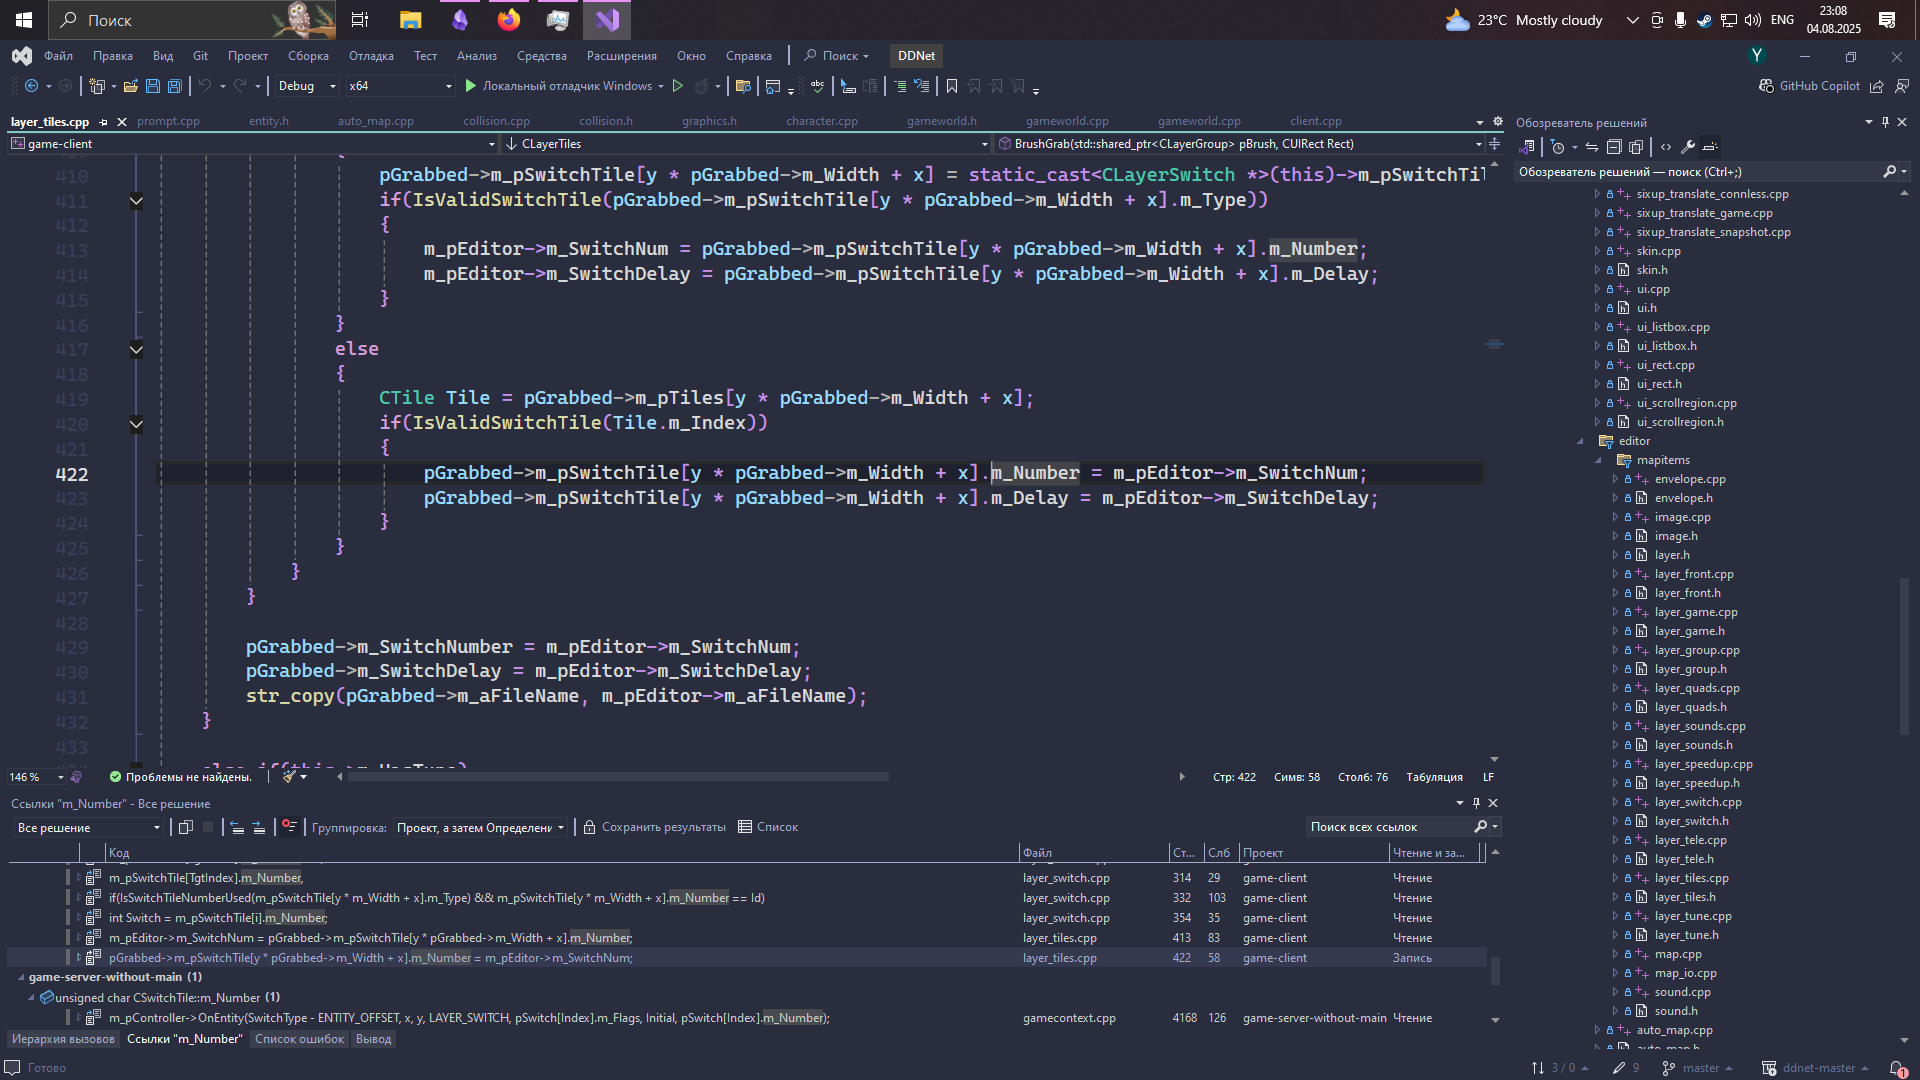 Поиск
23°C Mostly cloudy
ENG
23:08
04.08.2025
Файл Правка Вид Git Проект Сборка Отладка Тест Анализ Средства Расширения Окно Справка Поиск DDNet
Y
Debug x64 Локальный отладчик Windows
GitHub Copilot
layer_tiles.cpp prompt.cpp entity.h auto_map.cpp collision.cpp collision.h graphics.h character.cpp gameworld.h gameworld.cpp gameworld.cpp client.cpp
game-client CLayerTiles BrushGrab(std::shared_ptr<CLayerGroup> pBrush, CUIRect Rect)
410 pGrabbed->m_pSwitchTile[y * pGrabbed->m_Width + x] = static_cast<CLayerSwitch *>(this)->m_pSwitchTil
411 if(IsValidSwitchTile(pGrabbed->m_pSwitchTile[y * pGrabbed->m_Width + x].m_Type))
412 {
413 m_pEditor->m_SwitchNum = pGrabbed->m_pSwitchTile[y * pGrabbed->m_Width + x].m_Number;
414 m_pEditor->m_SwitchDelay = pGrabbed->m_pSwitchTile[y * pGrabbed->m_Width + x].m_Delay;
415 }
416 }
417 else
418 {
419 CTile Tile = pGrabbed->m_pTiles[y * pGrabbed->m_Width + x];
420 if(IsValidSwitchTile(Tile.m_Index))
421 {
422 pGrabbed->m_pSwitchTile[y * pGrabbed->m_Width + x].m_Number = m_pEditor->m_SwitchNum;
423 pGrabbed->m_pSwitchTile[y * pGrabbed->m_Width + x].m_Delay = m_pEditor->m_SwitchDelay;
424 }
425 }
426 }
427 }
428
429 pGrabbed->m_SwitchNumber = m_pEditor->m_SwitchNum;
430 pGrabbed->m_SwitchDelay = m_pEditor->m_SwitchDelay;
431 str_copy(pGrabbed->m_aFileName, m_pEditor->m_aFileName);
432 }
433
146 % Проблемы не найдены. Стр: 422 Симв: 58 Столб: 76 Табуляция LF
Ссылки "m_Number" - Все решение
Все решение Группировка: Проект, а затем Определени Сохранить результаты Список Поиск всех ссылок
Код Файл Ст... Слб Проект Чтение и за...
m_pSwitchTile[TgtIndex].m_Number, layer_switch.cpp 314 29 game-client Чтение
if(IsSwitchTileNumberUsed(m_pSwitchTile[y * m_Width + x].m_Type) && m_pSwitchTile[y * m_Width + x].m_Number == Id) layer_switch.cpp 332 103 game-client Чтение
int Switch = m_pSwitchTile[i].m_Number; layer_switch.cpp 354 35 game-client Чтение
m_pEditor->m_SwitchNum = pGrabbed->m_pSwitchTile[y * pGrabbed->m_Width + x].m_Number; layer_tiles.cpp 413 83 game-client Чтение
pGrabbed->m_pSwitchTile[y * pGrabbed->m_Width + x].m_Number = m_pEditor->m_SwitchNum; layer_tiles.cpp 422 58 game-client Запись
game-server-without-main (1)
unsigned char CSwitchTile::m_Number (1)
m_pController->OnEntity(SwitchType - ENTITY_OFFSET, x, y, LAYER_SWITCH, pSwitch[Index].m_Flags, Initial, pSwitch[Index].m_Number); gamecontext.cpp 4168 126 game-server-without-main Чтение
Иерархия вызовов Ссылки "m_Number" Список ошибок Вывод
Обозреватель решений
Обозреватель решений — поиск (Ctrl+;)
sixup_translate_connless.cpp
sixup_translate_game.cpp
sixup_translate_snapshot.cpp
skin.cpp
skin.h
ui.cpp
ui.h
ui_listbox.cpp
ui_listbox.h
ui_rect.cpp
ui_rect.h
ui_scrollregion.cpp
ui_scrollregion.h
editor
mapitems
envelope.cpp
envelope.h
image.cpp
image.h
layer.h
layer_front.cpp
layer_front.h
layer_game.cpp
layer_game.h
layer_group.cpp
layer_group.h
layer_quads.cpp
layer_quads.h
layer_sounds.cpp
layer_sounds.h
layer_speedup.cpp
layer_speedup.h
layer_switch.cpp
layer_switch.h
layer_tele.cpp
layer_tele.h
layer_tiles.cpp
layer_tiles.h
layer_tune.cpp
layer_tune.h
map.cpp
map_io.cpp
sound.cpp
sound.h
auto_map.cpp
auto_map.h
Готово 3 / 0 9 master ddnet-master 1